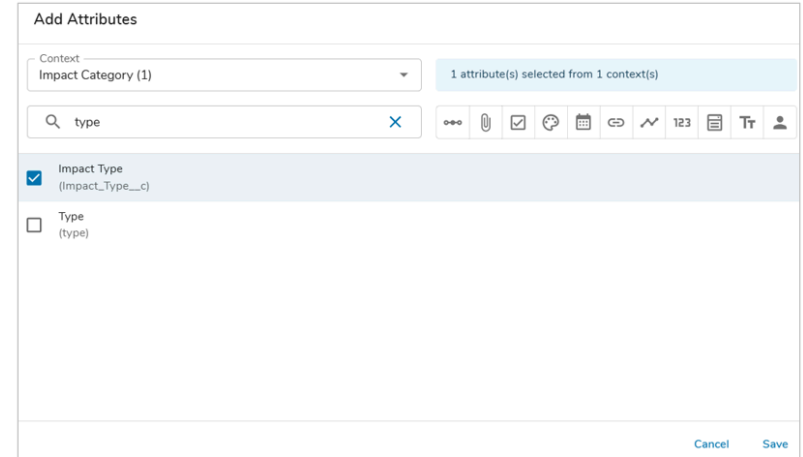 Add Attributes
Context
Impact Category (1)
1 attribute(s) selected from 1 context(s)
type
123
Tт
Impact Type
(Impact_Type__c)
Type
(type)
Cancel
Save